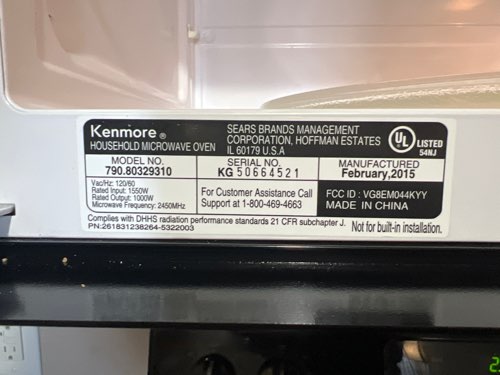 Kenmore®
HOUSEHOLD MICROWAVE OVEN
SEARS BRANDS MANAGEMENT
CORPORATION, HOFFMAN ESTATES
IL 60179 U.S.A
UL
LISTED
54NJ
MODEL NO.
790.80329310
SERIAL NO.
KG 50664521
MANUFACTURED
February,2015
Vac/Hz: 120/60
Rated Input: 1550W
Rated Output: 1000W
Microwave Frequency: 2450MHz
For Customer Assistance Call
Support at 1-800-469-4663
FCC ID : VG8EM044KYY
MADE IN CHINA
Complies with DHHS radiation performance standards 21 CFR subchapter J.
PN:261831238264-5322003
Not for built-in installation.